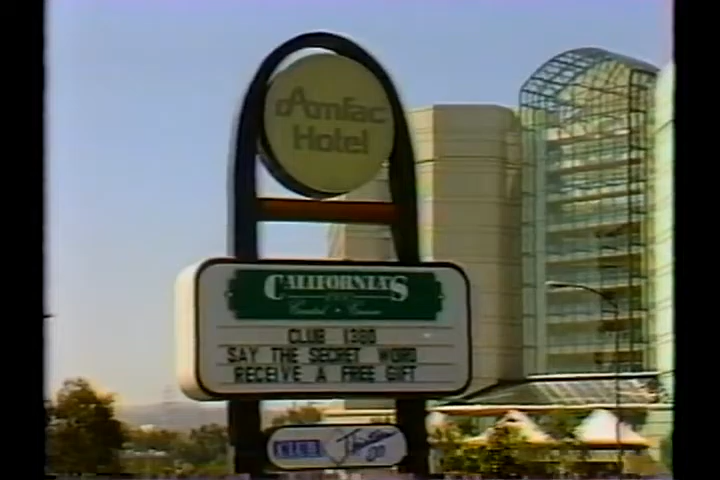 Amfac
Hotel
CALIFORNIA'S
CLUB 1380
SAY THE SECRET WORD
RECEIVE A FREE GIFT